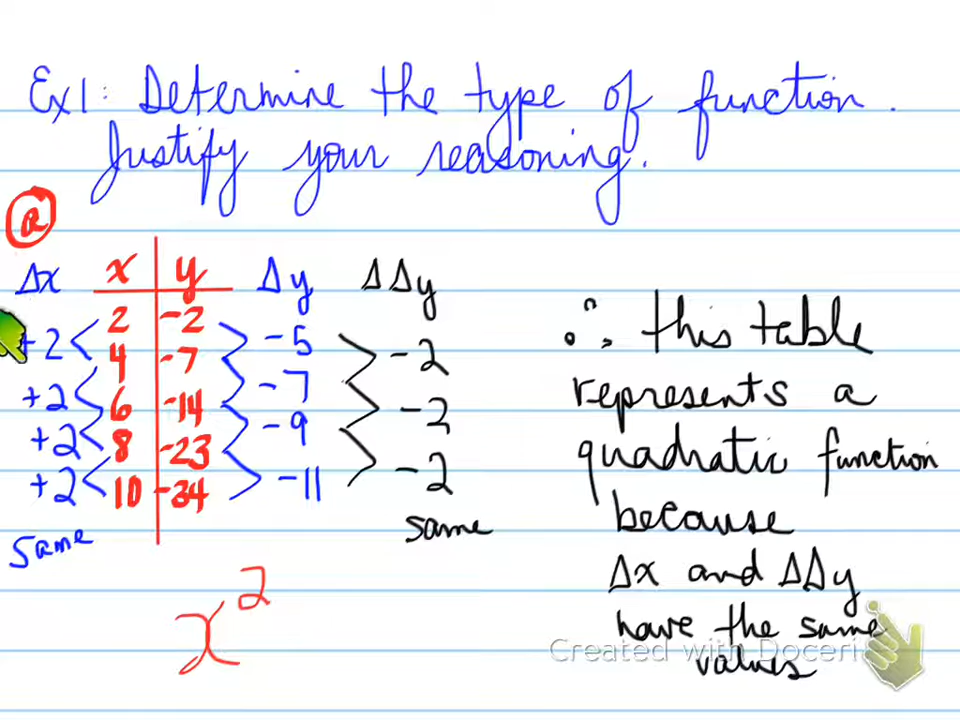 Ex1: Determine the type of function.
Justify your reasoning.
a
Δx x y Δy ΔΔy
2 -2
+2 -5
4 -7 -2
+2 -7
6 -14 -2
+2 -9
8 -23 -2
+2 -11
10 -34
same same
x²
∴ this table
represents a
quadratic function
because
Δx and ΔΔy
have the same
values
Created with Doceri